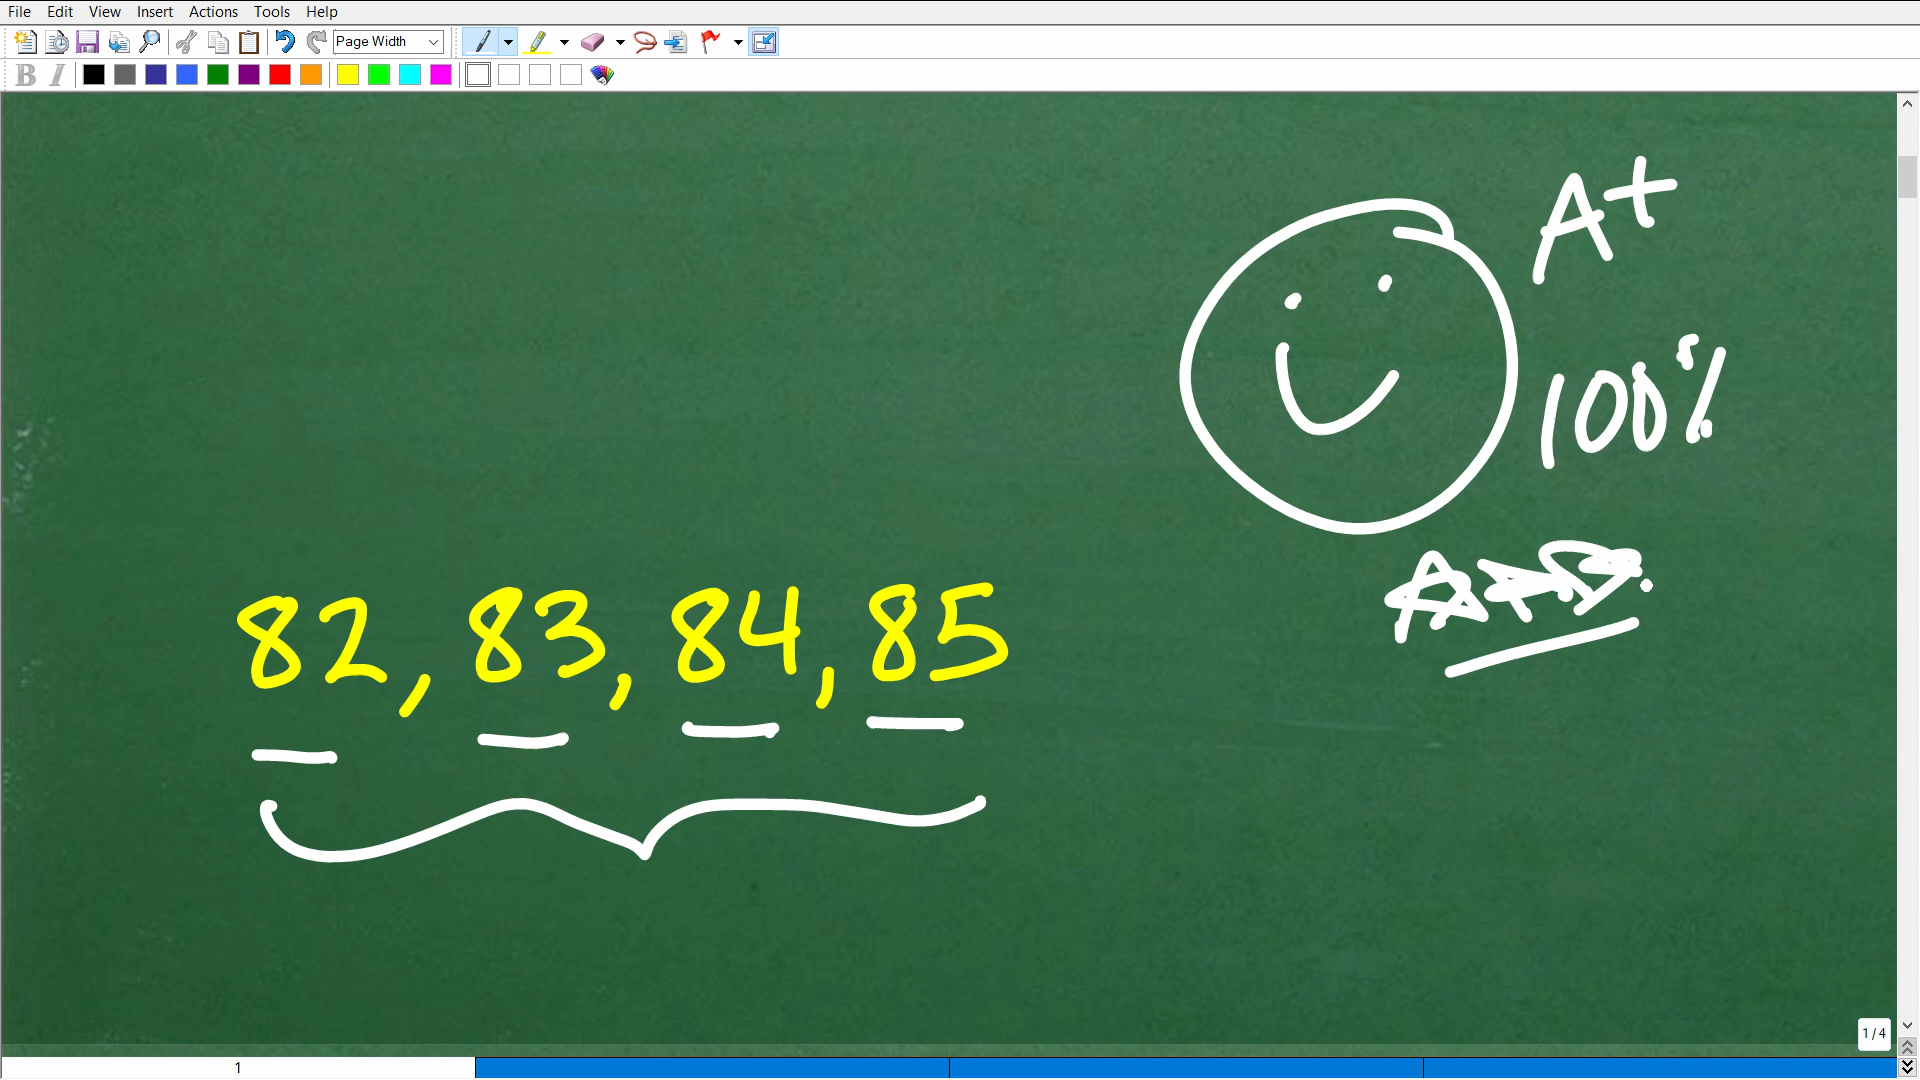 File Edit View Insert Actions Tools Help
Page Width
B I
A+
100%
82, 83, 84, 85
1 / 4
1